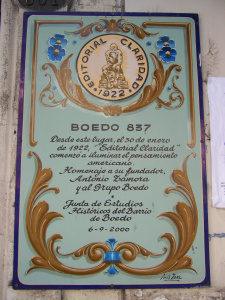 EDITORIAL CLARIDAD
1922
BOEDO 837
Desde este lugar, el 30 de enero
de 1922, "Editorial Claridad"
comenzó a iluminar el pensamiento
americano.
Homenaje a su fundador,
Antonio Zamora
y al Grupo Boedo
Junta de Estudios
Históricos del Barrio
de Boedo
6-9-2000